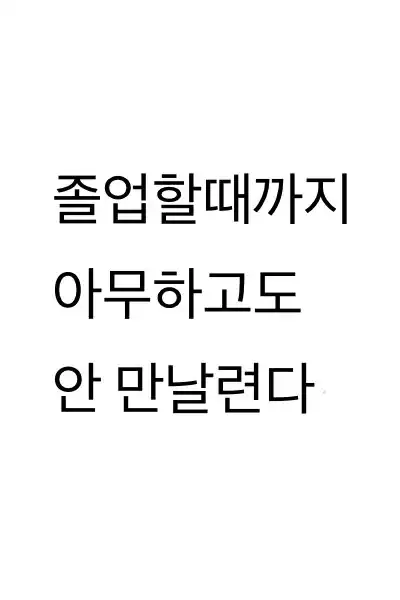 졸업할때까지
아무하고도
안 만날련다